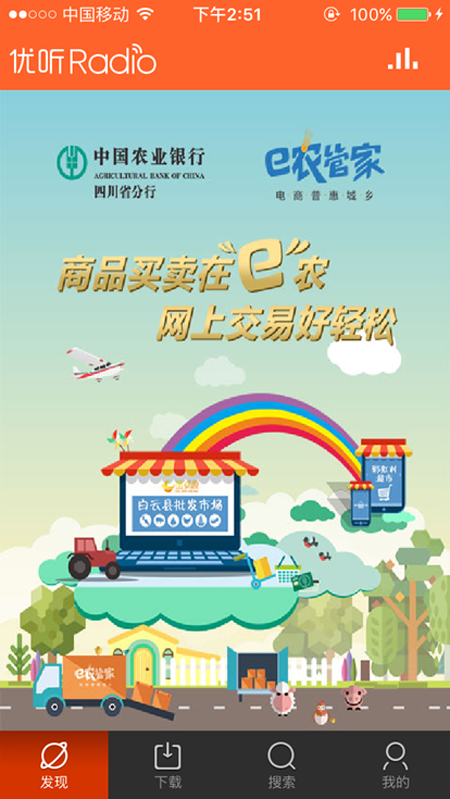 中国移动 下午2:51 100%
优听Radio
中国农业银行
AGRICULTURAL BANK OF CHINA
四川省分行
e农管家
电商普惠城乡
商品买卖在“e”农
网上交易好轻松
白云县批发市场
超市
e农管家
发现 下载 搜索 我的